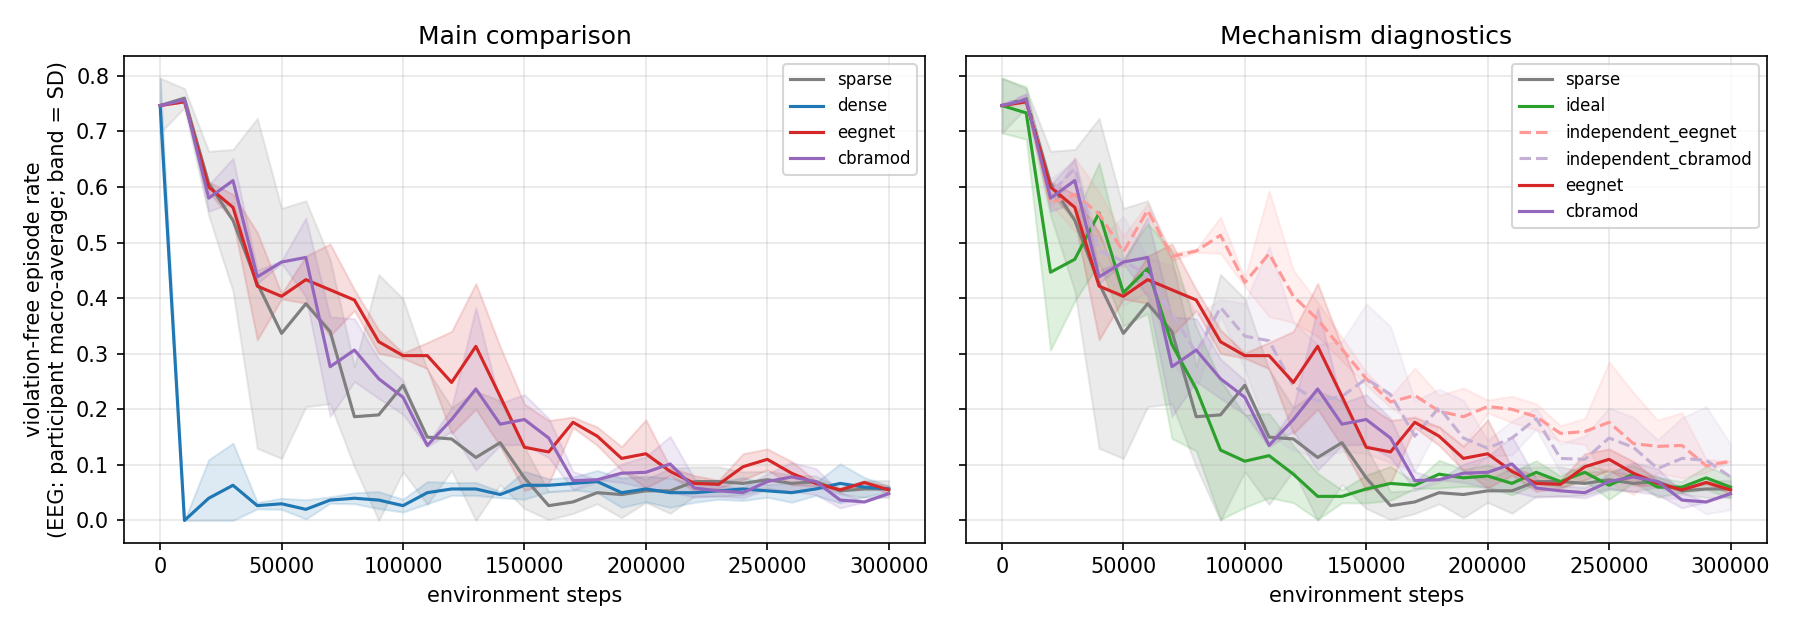 Main comparison
violation-free episode rate
(EEG: participant macro-average; band = SD)
0.8
0.7
0.6
0.5
0.4
0.3
0.2
0.1
0.0
sparse
dense
eegnet
cbramod
0 50000 100000 150000 200000 250000 300000
environment steps
Mechanism diagnostics
sparse
ideal
independent_eegnet
independent_cbramod
eegnet
cbramod
0 50000 100000 150000 200000 250000 300000
environment steps